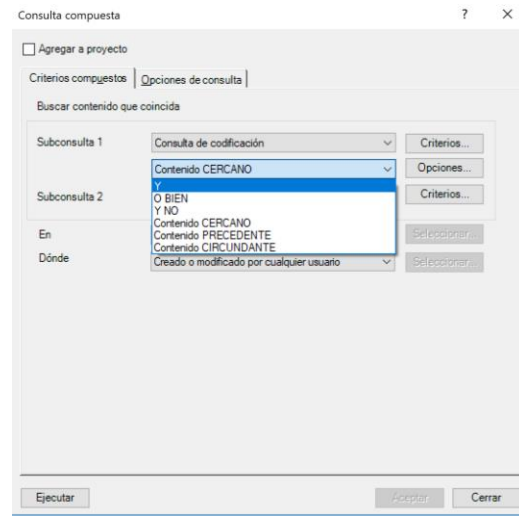 Consulta compuesta ? ×
Agregar a proyecto
Criterios compuestos Opciones de consulta
Buscar contenido que coincida
Subconsulta 1 Consulta de codificación Criterios...
Contenido CERCANO Opciones...
Y
Subconsulta 2 O BIEN Criterios...
Y NO
Contenido CERCANO
En Contenido PRECEDENTE Seleccionar...
Contenido CIRCUNDANTE
Dónde Creado o modificado por cualquier usuario Seleccionar...
Ejecutar Aceptar Cerrar